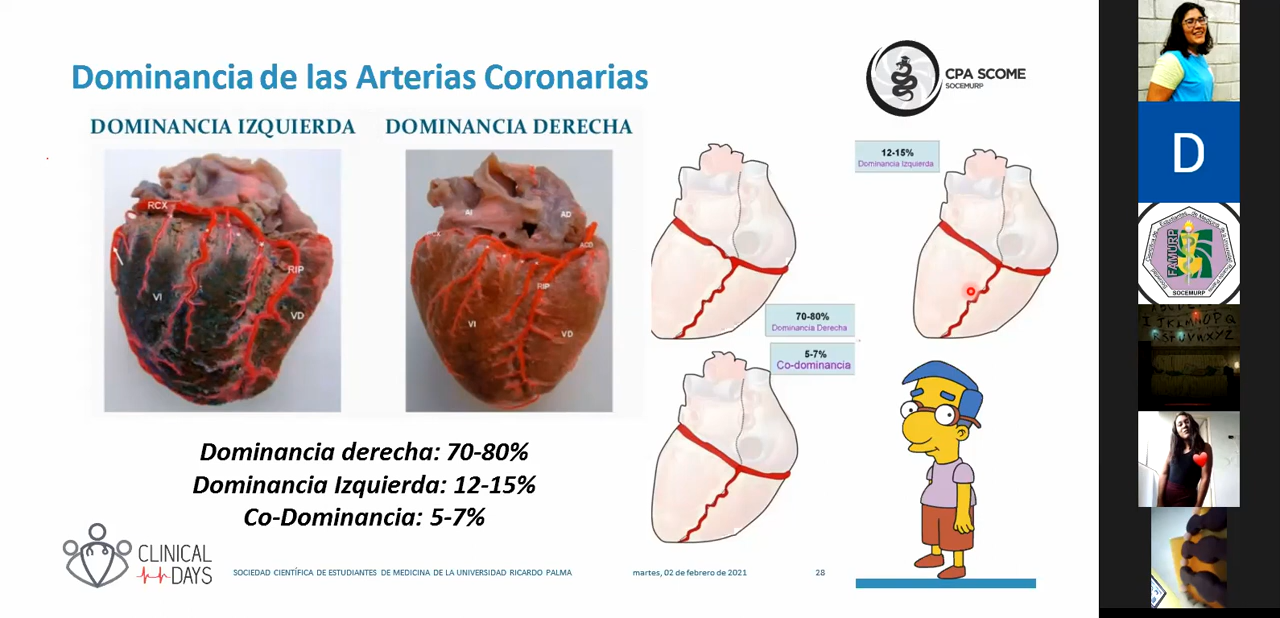 Dominancia de las Arterias Coronarias
CPA SCOME
SOCEMURP
DOMINANCIA IZQUIERDA
DOMINANCIA DERECHA
RCX
RIP
VI
VD
AI
AD
ACD
RIP
VI
VD
12-15%
Dominancia Izquierda
70-80%
Dominancia Derecha
5-7%
Co-dominancia
Dominancia derecha: 70-80%
Dominancia Izquierda: 12-15%
Co-Dominancia: 5-7%
CLINICAL
DAYS
SOCIEDAD CIENTÍFICA DE ESTUDIANTES DE MEDICINA DE LA UNIVERSIDAD RICARDO PALMA
martes, 02 de febrero de 2021
28
D
FAMURP
SOCEMURP